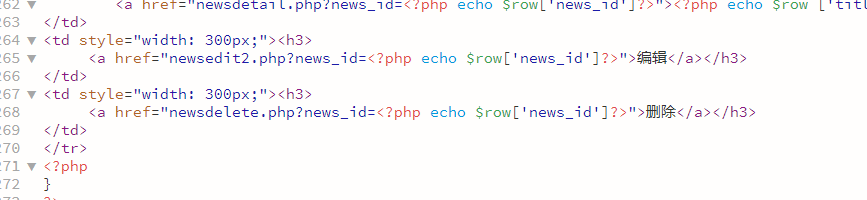 262 <a href="newsdetail.php?news_id=<?php echo $row['news_id']?>"><?php echo $row ['titl
263 </td>
264 <td style="width: 300px;"><h3>
265 <a href="newsedit2.php?news_id=<?php echo $row['news_id']?>">编辑</a></h3>
266 </td>
267 <td style="width: 300px;"><h3>
268 <a href="newsdelete.php?news_id=<?php echo $row['news_id']?>">删除</a></h3>
269 </td>
270 </tr>
271 <?php
272 }